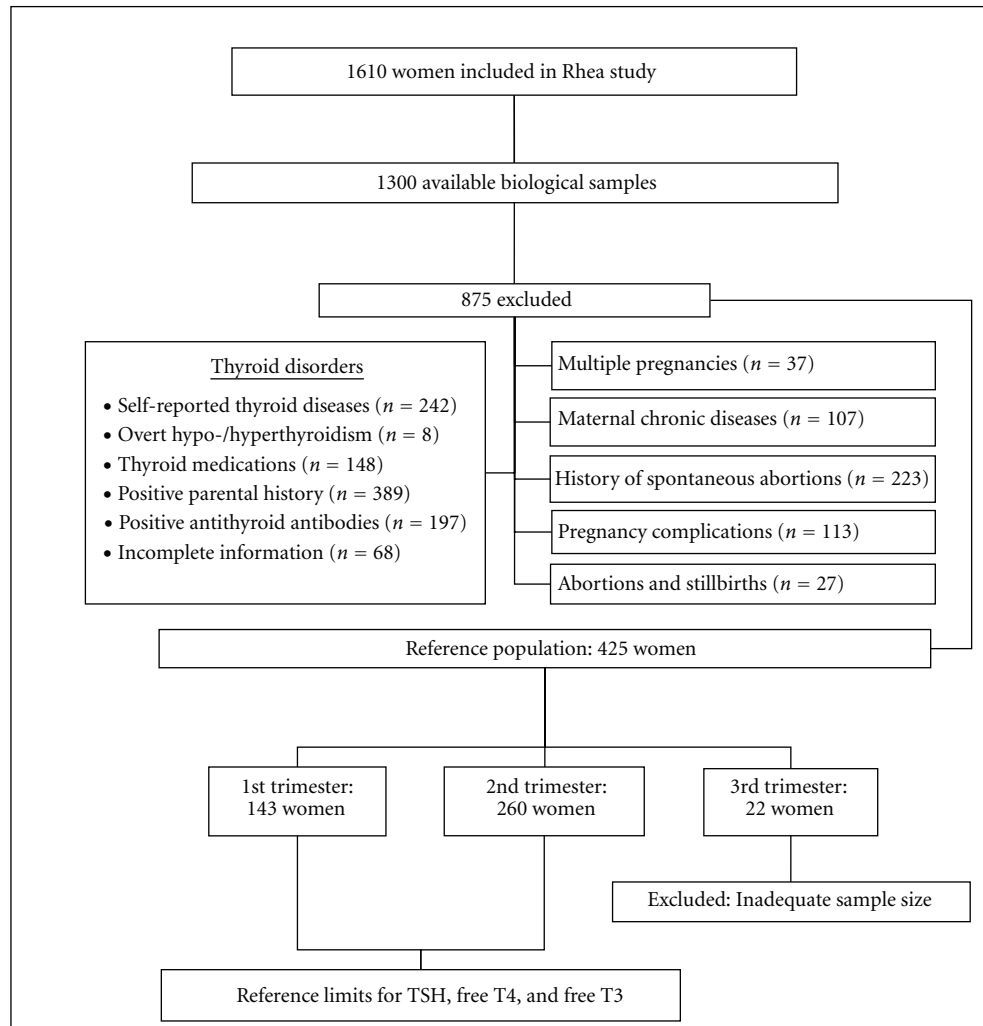 1610 women included in Rhea study
1300 available biological samples
875 excluded
Thyroid disorders
• Self-reported thyroid diseases (n = 242)
• Overt hypo-/hyperthyroidism (n = 8)
• Thyroid medications (n = 148)
• Positive parental history (n = 389)
• Positive antithyroid antibodies (n = 197)
• Incomplete information (n = 68)
Multiple pregnancies (n = 37)
Maternal chronic diseases (n = 107)
History of spontaneous abortions (n = 223)
Pregnancy complications (n = 113)
Abortions and stillbirths (n = 27)
Reference population: 425 women
1st trimester:
143 women
2nd trimester:
260 women
3rd trimester:
22 women
Excluded: Inadequate sample size
Reference limits for TSH, free T4, and free T3